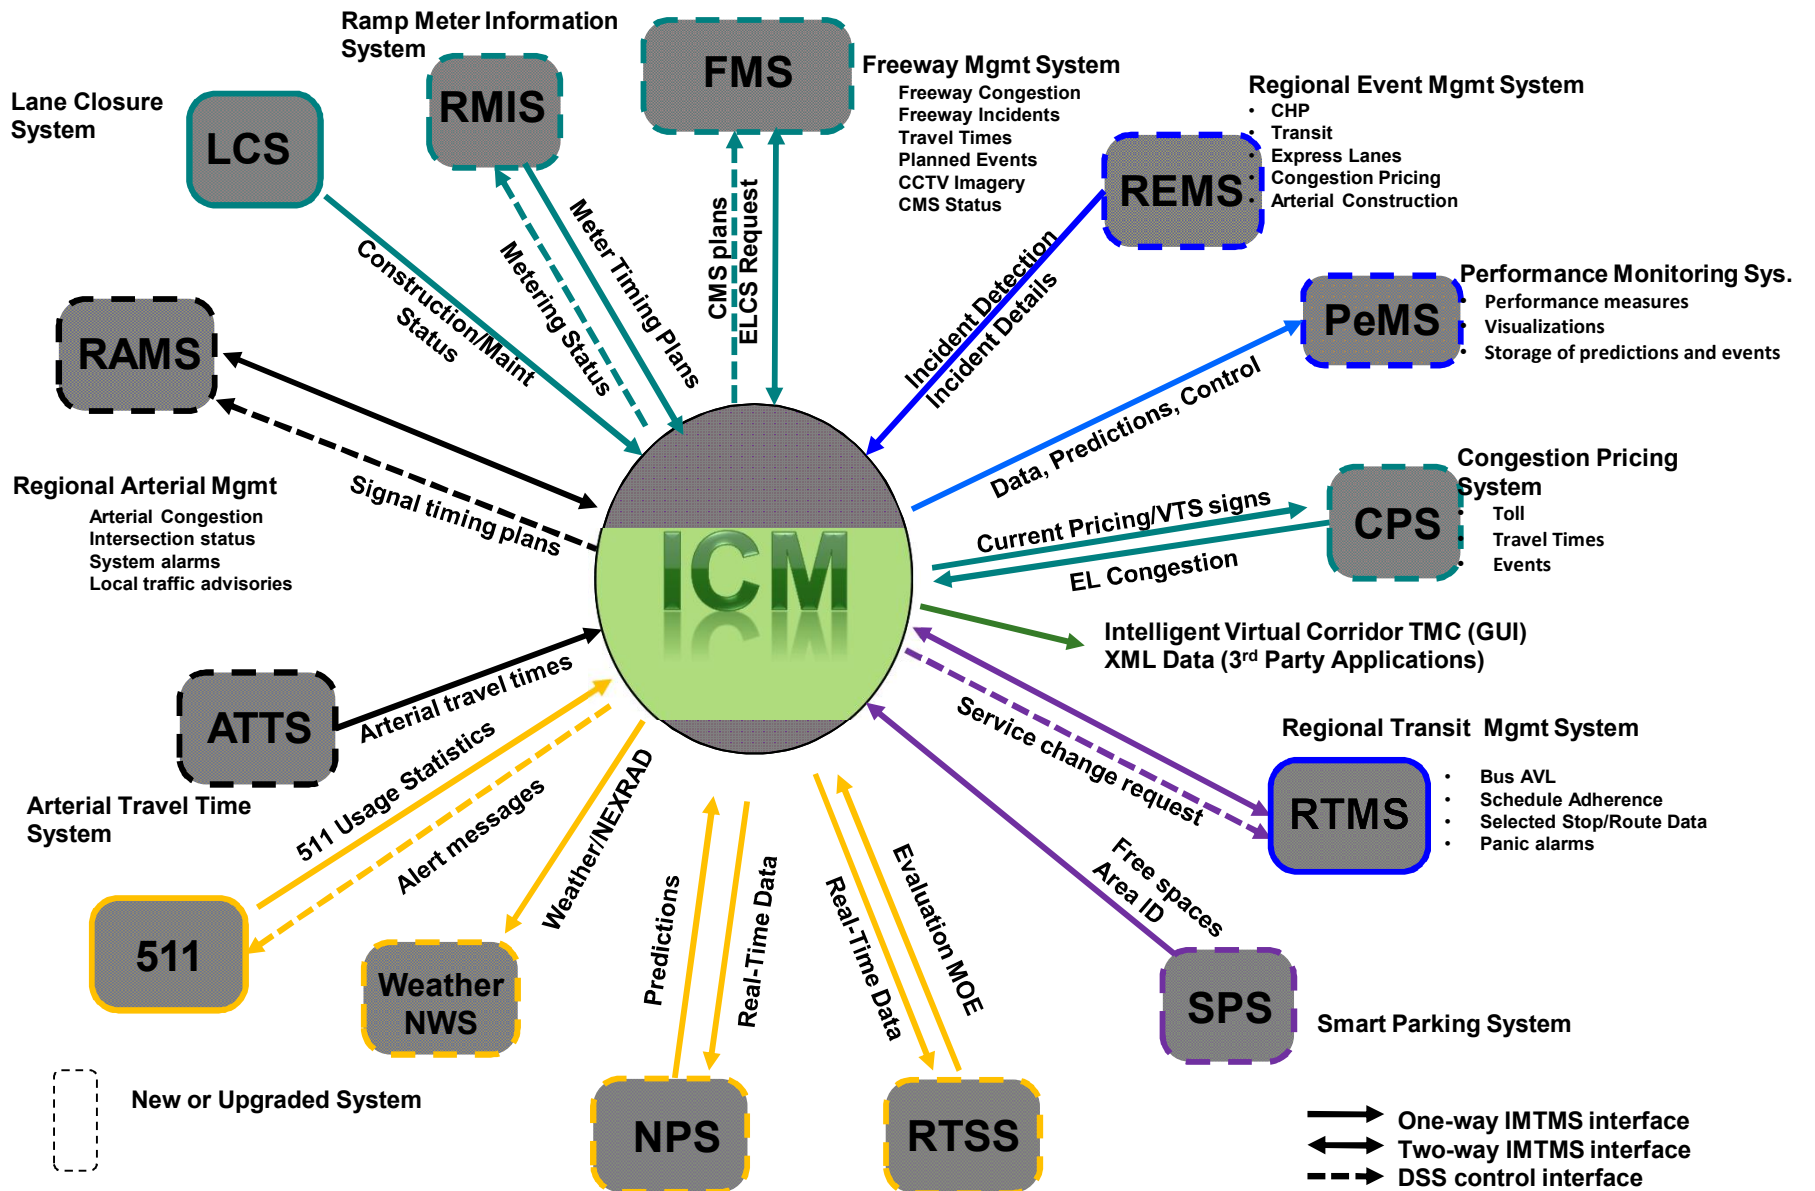 Ramp Meter Information
System
FMS
Freeway Mgmt System
Freeway Congestion
Freeway Incidents
Travel Times
Planned Events
CCTV Imagery
CMS Status
Regional Event Mgmt System
• CHP
• Transit
• Express Lanes
• Congestion Pricing
• Arterial Construction
REMS
Lane Closure
System
LCS
RMIS
Construction/Maint
Status
Metering Status
Meter Timing Plans
CMS plans
ELCS Request
Incident Detection
Incident Details
Performance Monitoring Sys.
• Performance measures
• Visualizations
• Storage of predictions and events
PeMS
Data, Predictions, Control
RAMS
Regional Arterial Mgmt
Arterial Congestion
Intersection status
System alarms
Local traffic advisories
Signal timing plans
ICM
Congestion Pricing
System
• Toll
• Travel Times
• Events
CPS
Current Pricing/VTS signs
EL Congestion
Intelligent Virtual Corridor TMC (GUI)
XML Data (3rd Party Applications)
ATTS
Arterial travel times
Arterial Travel Time
System
Service change request
Regional Transit Mgmt System
RTMS
• Bus AVL
• Schedule Adherence
• Selected Stop/Route Data
• Panic alarms
511 Usage Statistics
Alert messages
511
Weather/NEXRAD
Weather
NWS
Predictions
Real-Time Data
Real-Time Data
Evaluation MOE
Free spaces
Area ID
SPS
Smart Parking System
NPS
RTSS
New or Upgraded System
One-way IMTMS interface
Two-way IMTMS interface
DSS control interface